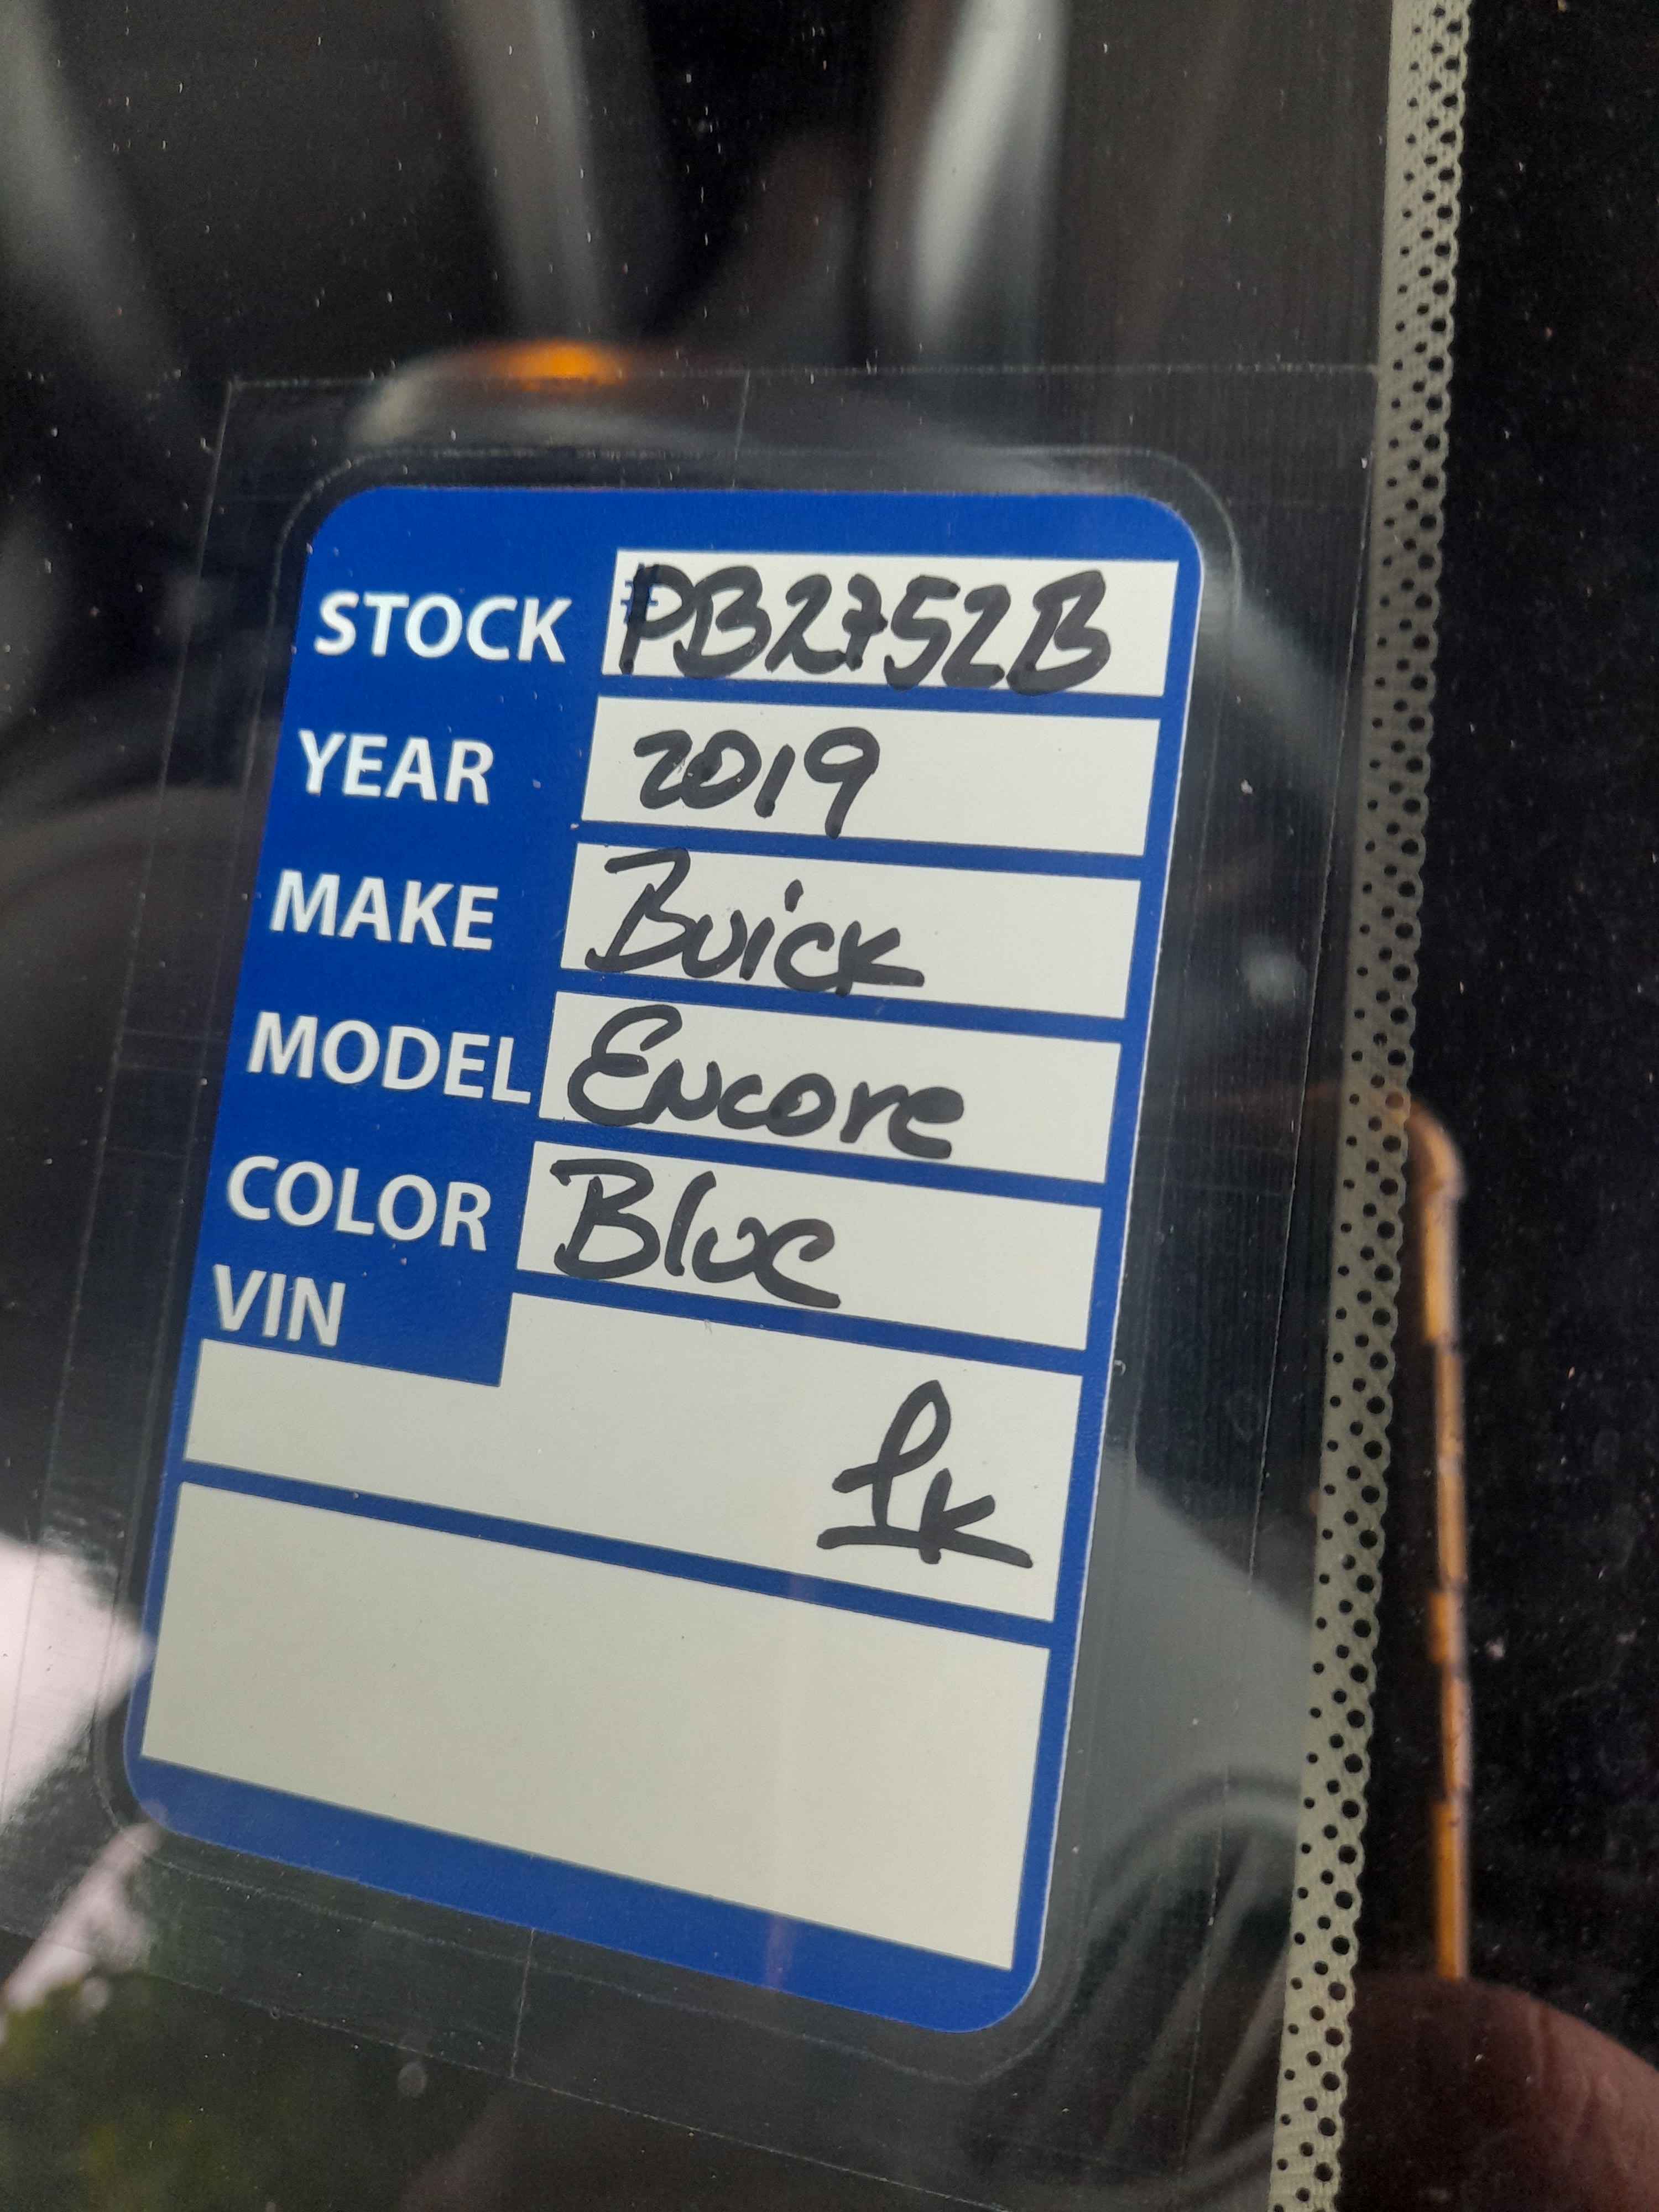 STOCK #PB2752B
YEAR 2019
MAKE Buick
MODEL Encore
COLOR Blue
VIN
1K